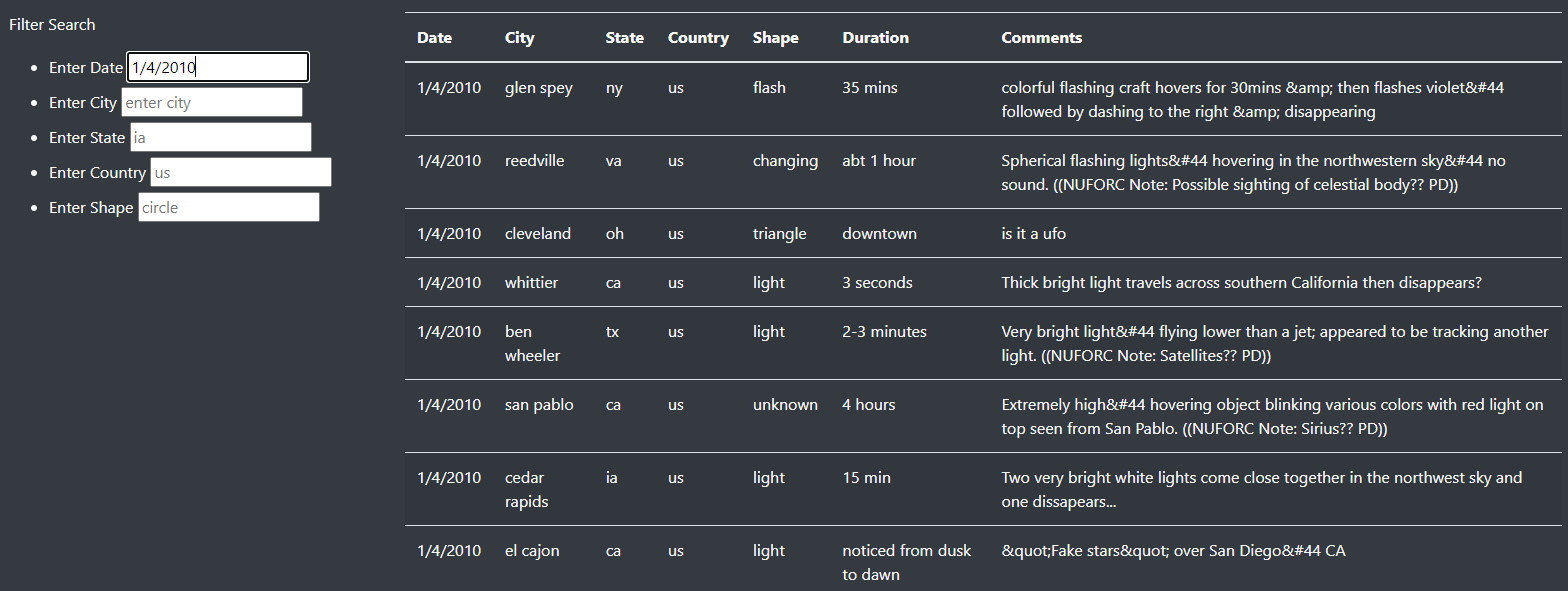 Filter Search
Enter Date 1/4/2010
Enter City enter city
Enter State ia
Enter Country us
Enter Shape circle
Date City State Country Shape Duration Comments
1/4/2010 glen spey ny us flash 35 mins colorful flashing craft hovers for 30mins &amp; then flashes violet&#44
followed by dashing to the right &amp; disappearing
1/4/2010 reedville va us changing abt 1 hour Spherical flashing lights&#44 hovering in the northwestern sky&#44 no
sound. ((NUFORC Note: Possible sighting of celestial body?? PD))
1/4/2010 cleveland oh us triangle downtown is it a ufo
1/4/2010 whittier ca us light 3 seconds Thick bright light travels across southern California then disappears?
1/4/2010 ben tx us light 2-3 minutes Very bright light&#44 flying lower than a jet; appeared to be tracking another
wheeler light. ((NUFORC Note: Satellites?? PD))
1/4/2010 san pablo ca us unknown 4 hours Extremely high&#44 hovering object blinking various colors with red light on
top seen from San Pablo. ((NUFORC Note: Sirius?? PD))
1/4/2010 cedar ia us light 15 min Two very bright white lights come close together in the northwest sky and
rapids one dissapears...
1/4/2010 el cajon ca us light noticed from dusk &quot;Fake stars&quot; over San Diego&#44 CA
to dawn